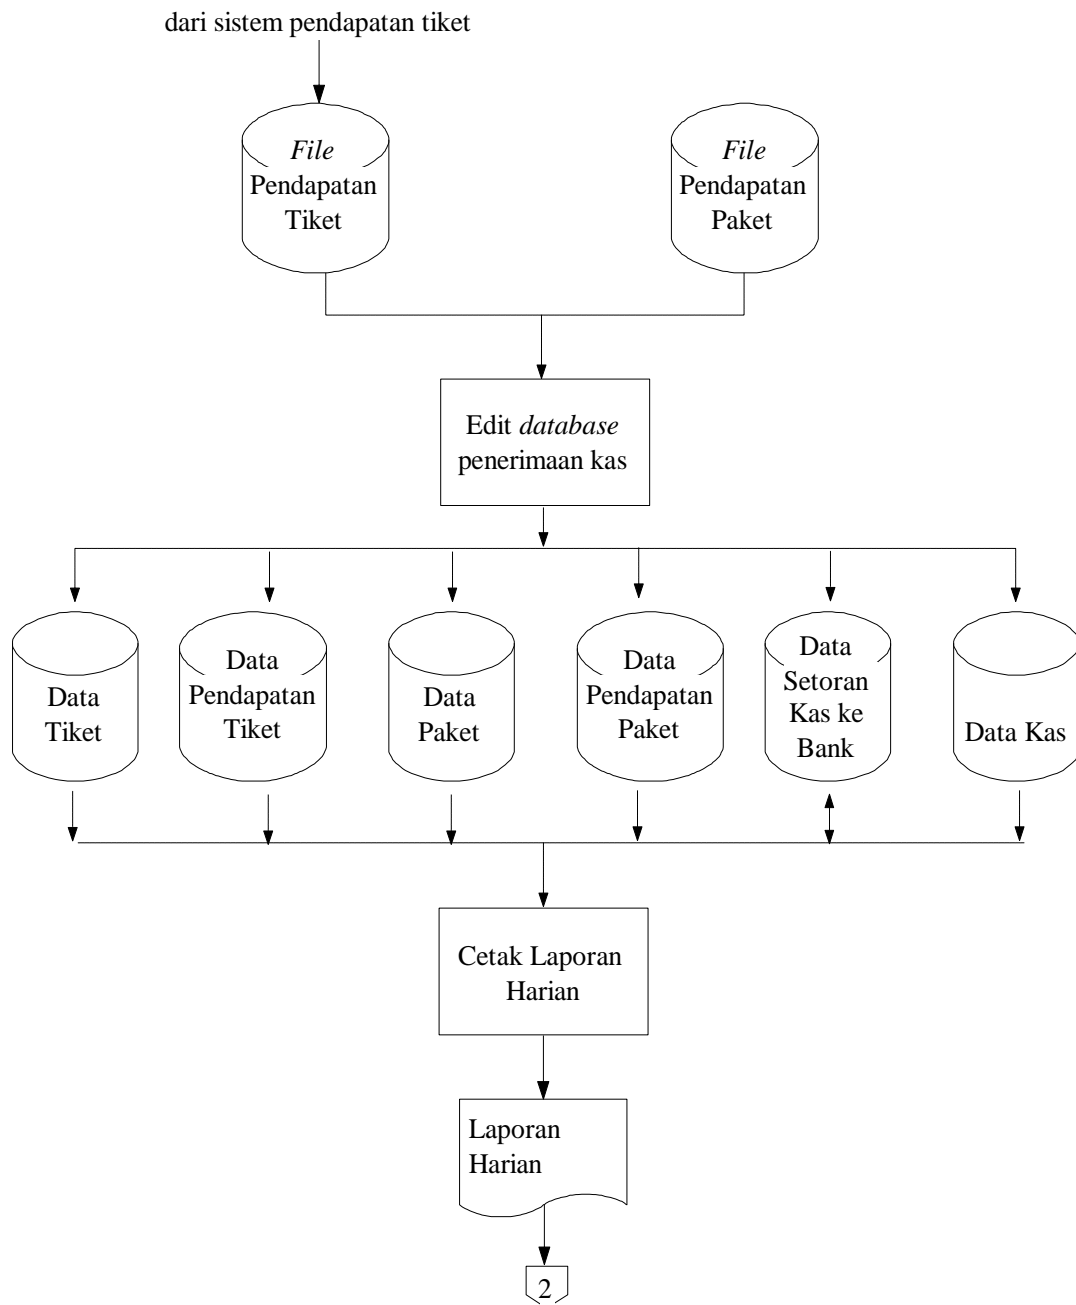 dari sistem pendapatan tiket
File
Pendapatan
Tiket
File
Pendapatan
Paket
Edit database
penerimaan kas
Data
Tiket
Data
Pendapatan
Tiket
Data
Paket
Data
Pendapatan
Paket
Data
Setoran
Kas ke
Bank
Data Kas
Cetak Laporan
Harian
Laporan
Harian
2